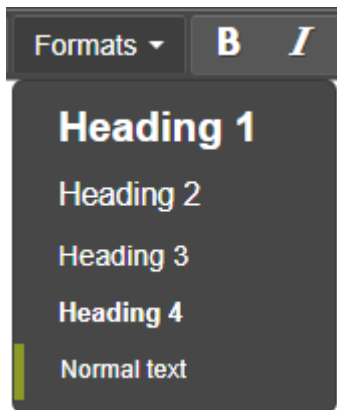 Formats B I
Heading 1
Heading 2
Heading 3
Heading 4
Normal text